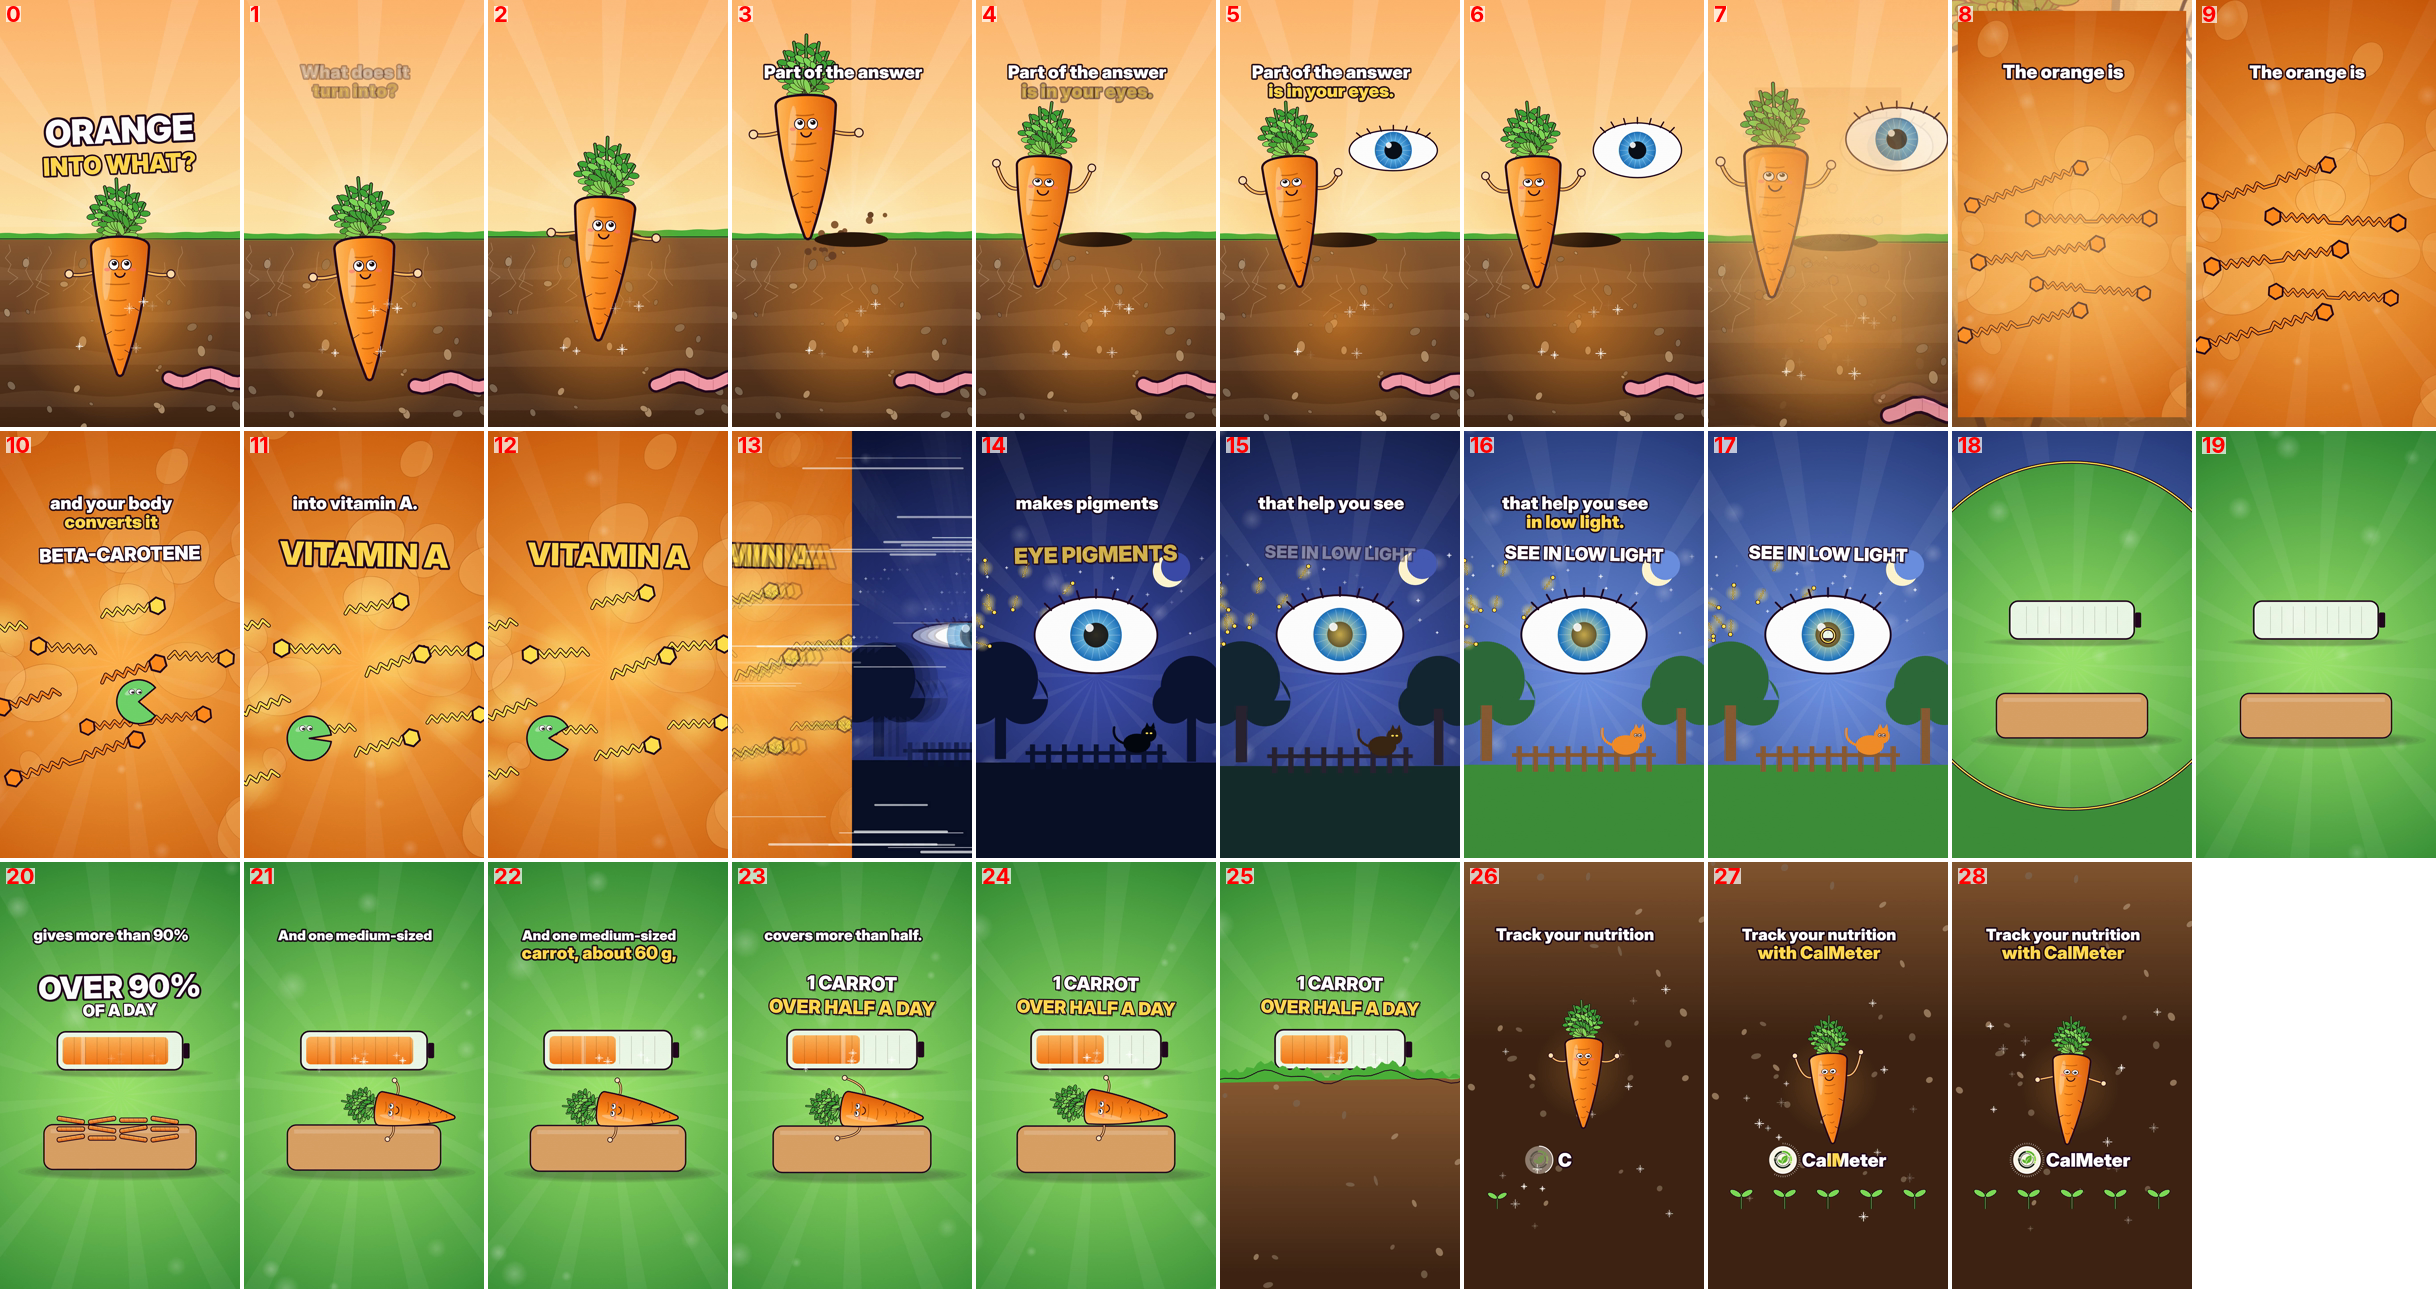 0
ORANGE
INTO WHAT?
1
What does it
turn into?
2
3
Part of the answer
4
Part of the answer
is in your eyes.
5
Part of the answer
is in your eyes.
6
7
8
The orange is
9
The orange is
10
and your body
converts it
BETA-CAROTENE
11
into vitamin A.
VITAMIN A
12
VITAMIN A
13
MIN A
14
makes pigments
EYE PIGMENTS
15
that help you see
SEE IN LOW LIGHT
16
that help you see
in low light.
SEE IN LOW LIGHT
17
SEE IN LOW LIGHT
18
19
20
gives more than 90%
OVER 90%
OF A DAY
21
And one medium-sized
22
And one medium-sized
carrot, about 60 g,
23
covers more than half.
1 CARROT
OVER HALF A DAY
24
1 CARROT
OVER HALF A DAY
25
1 CARROT
OVER HALF A DAY
26
Track your nutrition
C
27
Track your nutrition
with CalMeter
CalMeter
28
Track your nutrition
with CalMeter
CalMeter